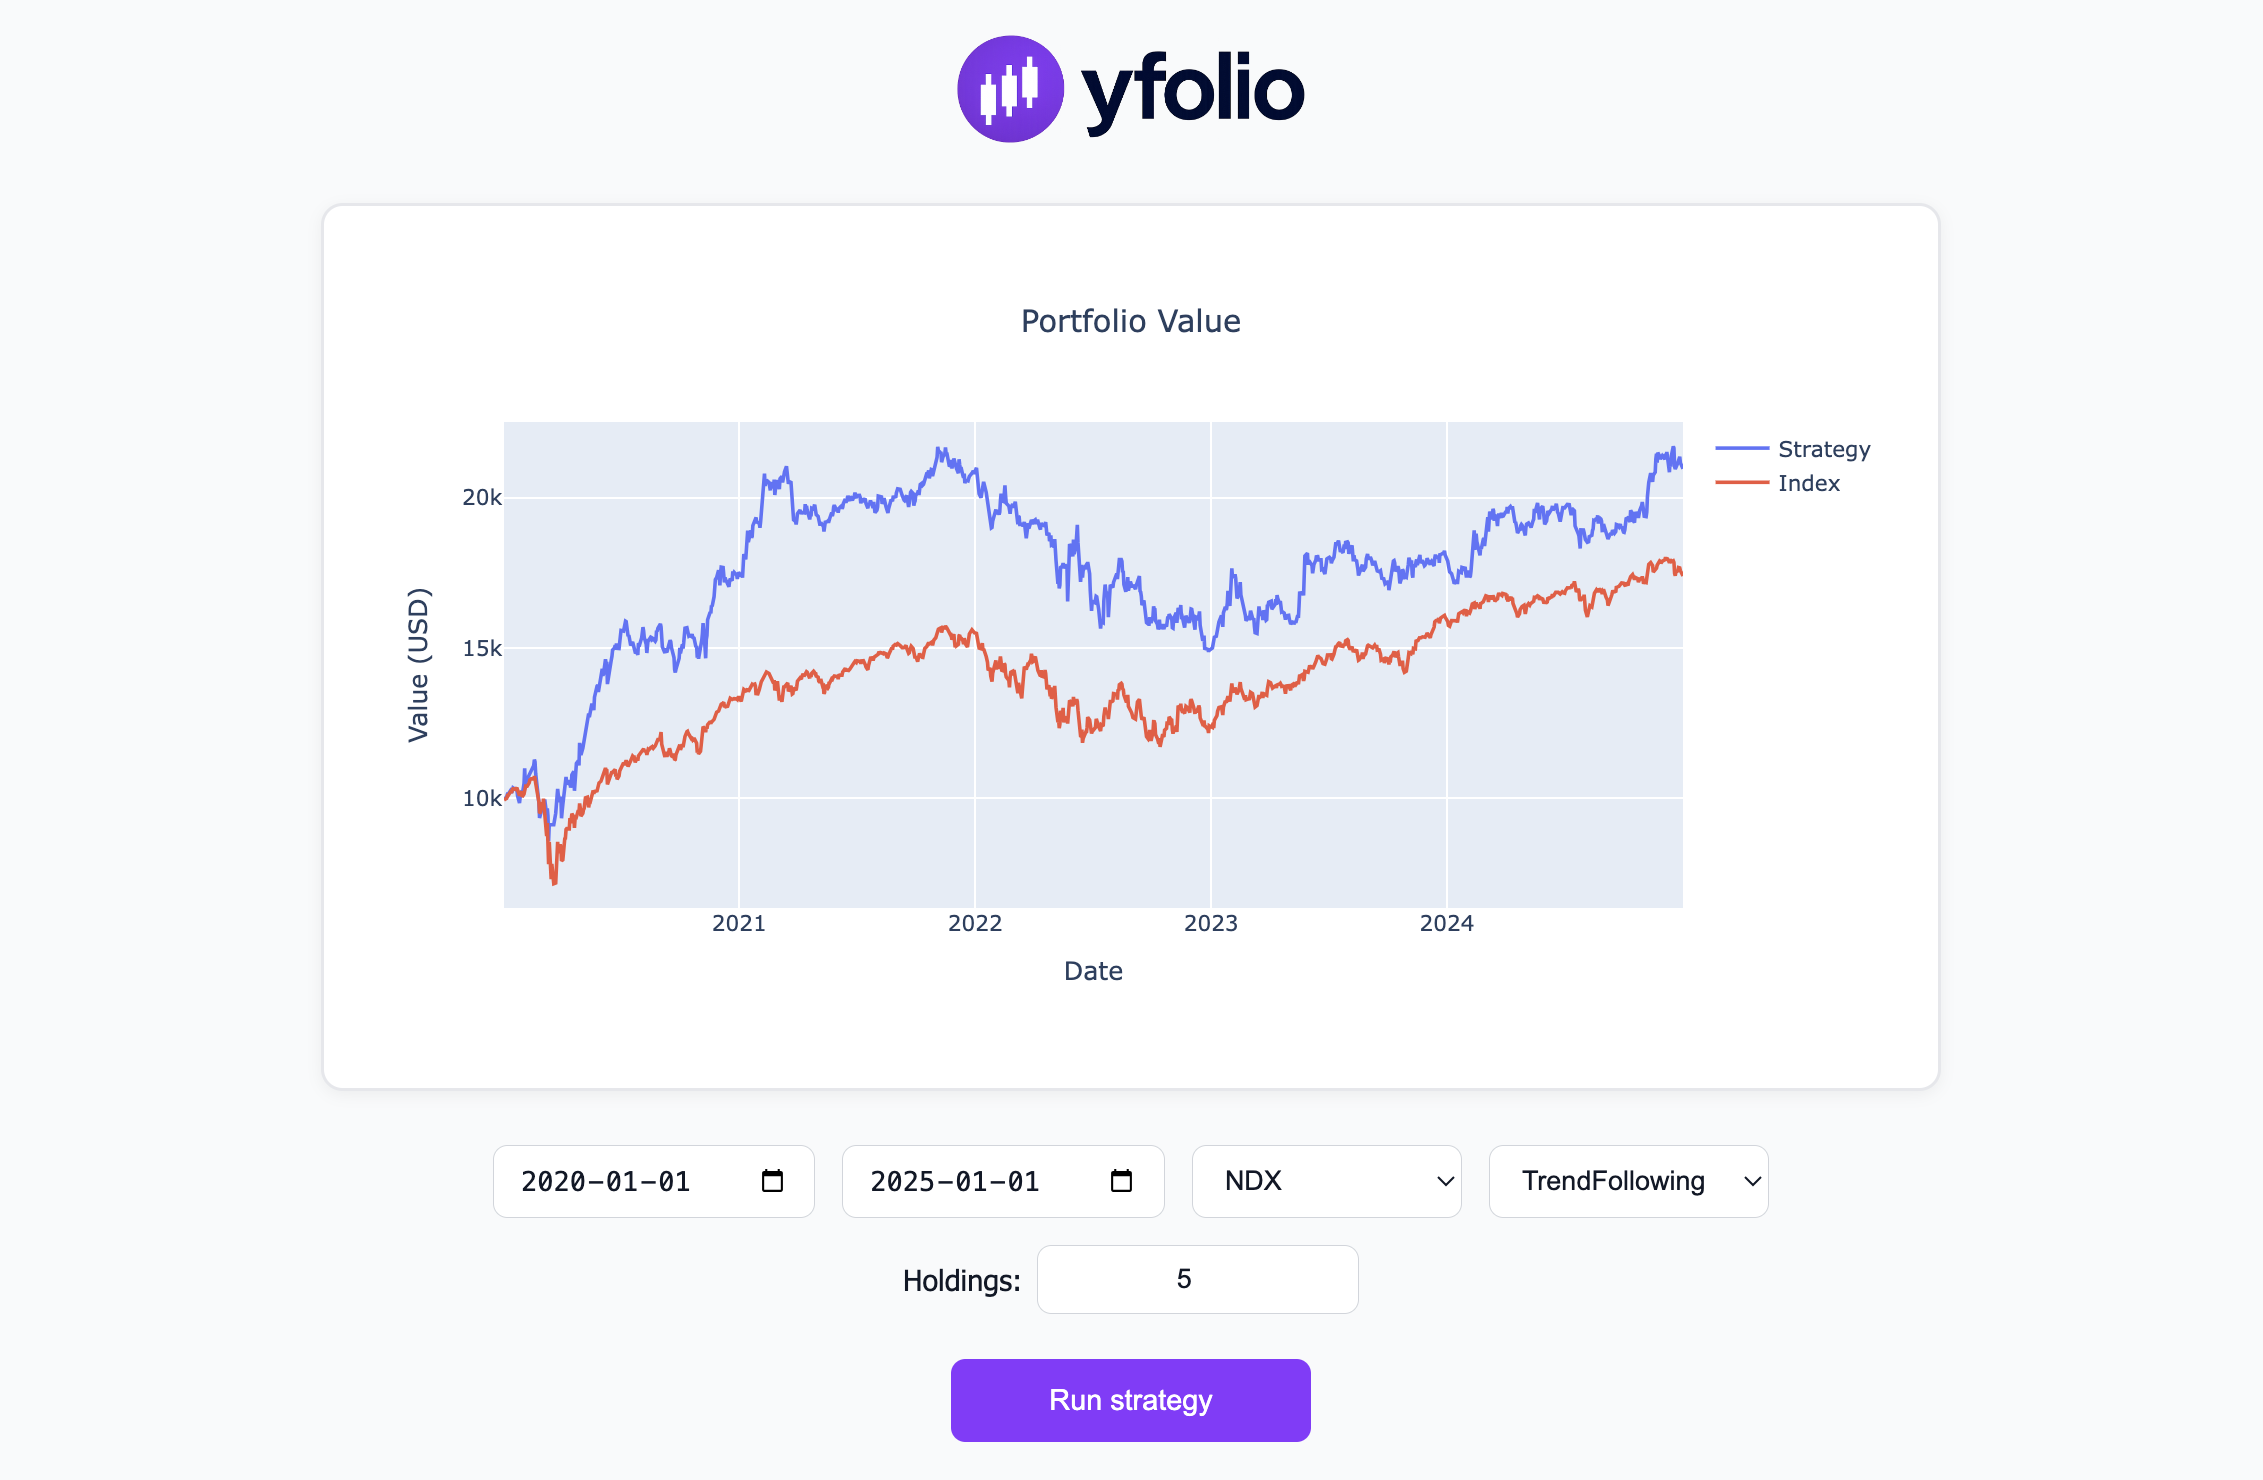 yfolio
Portfolio Value
Strategy
Index
Value (USD)
20k
15k
10k
2021 2022 2023 2024
Date
2020-01-01 2025-01-01 NDX TrendFollowing
Holdings: 5
Run strategy